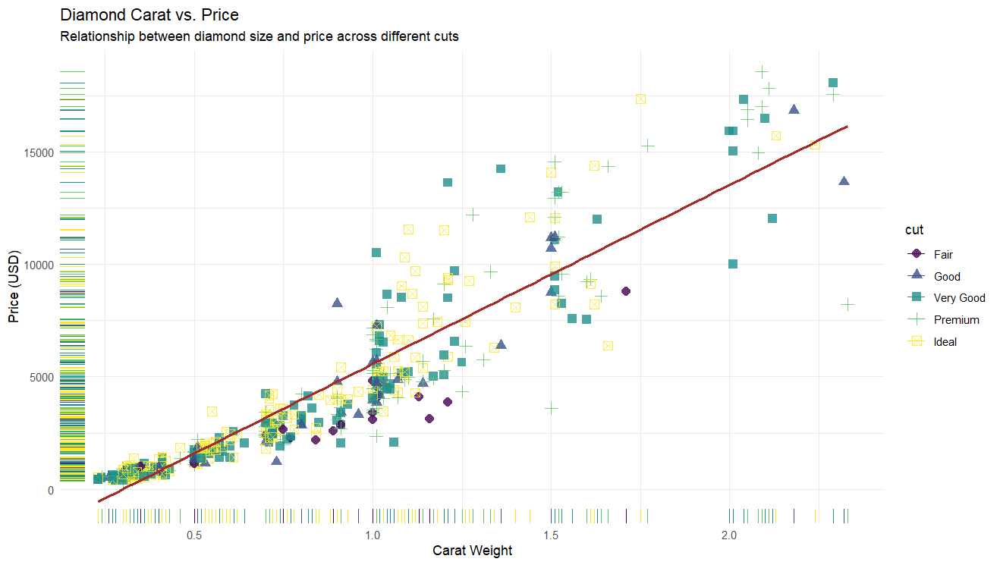 Diamond Carat vs. Price
Relationship between diamond size and price across different cuts
Price (USD)
15000
10000
5000
0
0.5
1.0
1.5
2.0
Carat Weight
cut
Fair
Good
Very Good
Premium
Ideal